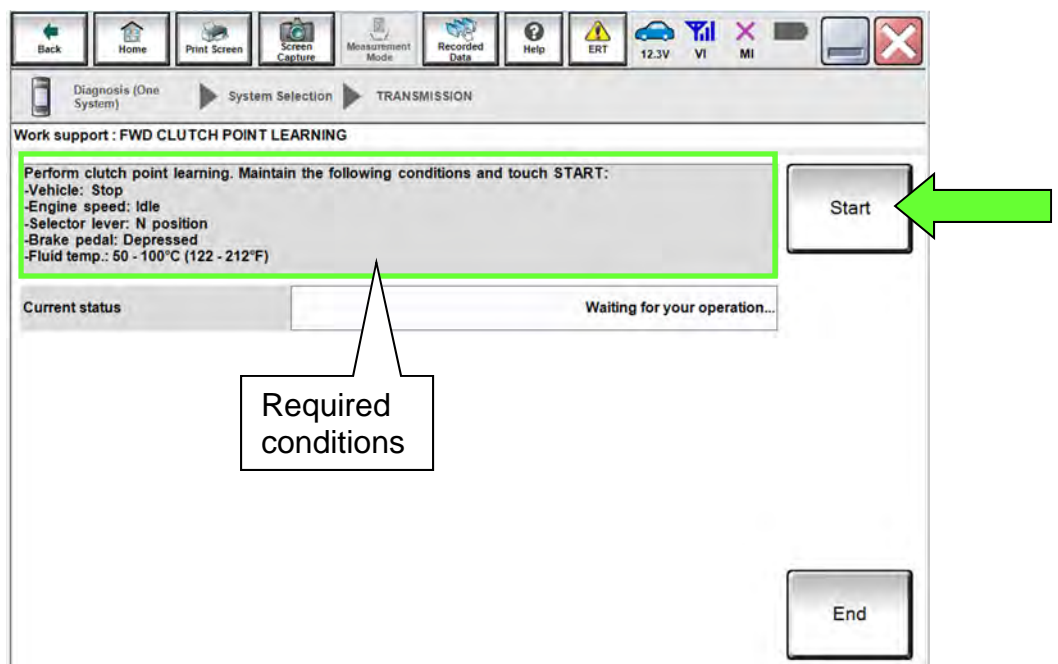 Back
Home
Print Screen
Screen
Capture
Measurement
Mode
Recorded
Data
Help
ERT
12.3V
VI
MI
Diagnosis (One
System)
System Selection
TRANSMISSION
Work support : FWD CLUTCH POINT LEARNING
Perform clutch point learning. Maintain the following conditions and touch START:
-Vehicle: Stop
-Engine speed: Idle
-Selector lever: N position
-Brake pedal: Depressed
-Fluid temp.: 50 - 100°C (122 - 212°F)
Start
Current status
Waiting for your operation...
Required
conditions
End